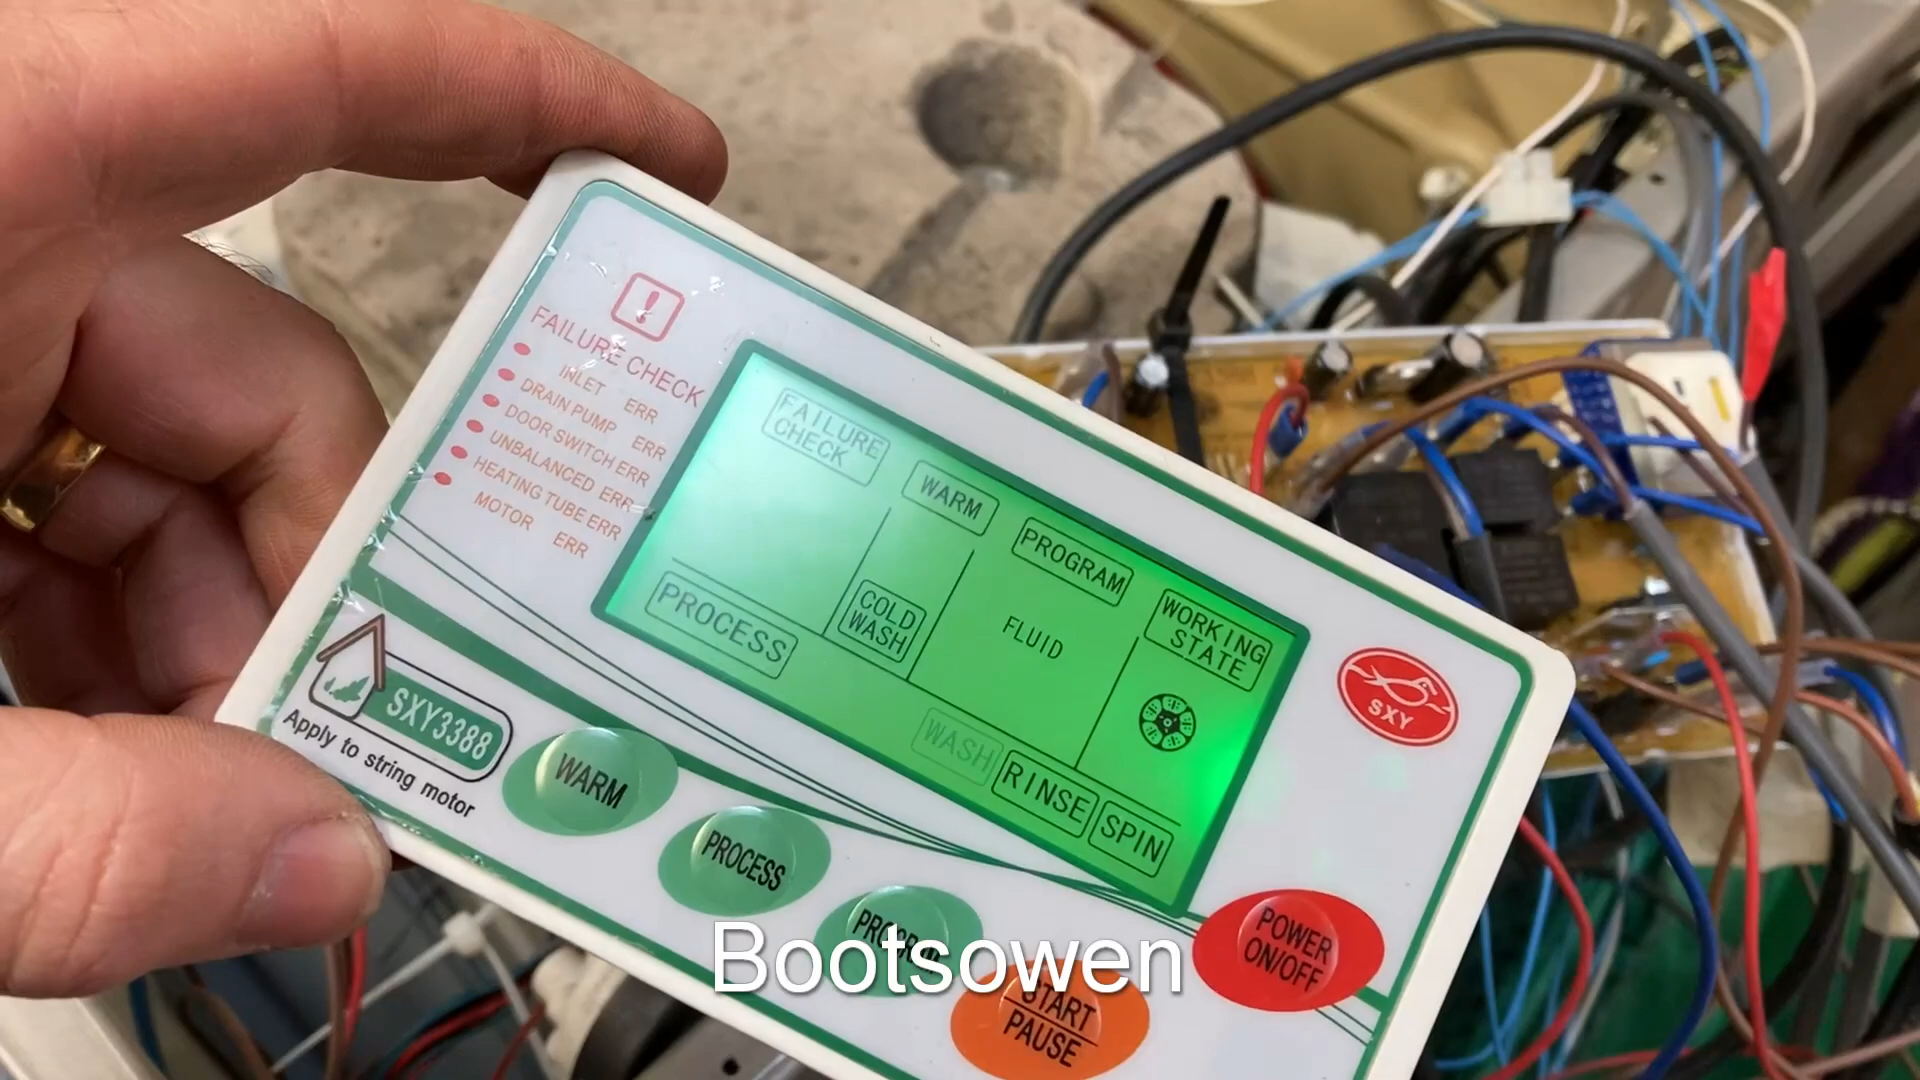 FAILURE CHECK
INLET ERR
DRAIN PUMP ERR
DOOR SWITCH ERR
UNBALANCED ERR
HEATING TUBE ERR
MOTOR ERR
FAILURE
CHECK
WARM
PROGRAM
WORKING
STATE
COLD
WASH
FLUID
PROCESS
WASH
RINSE
SPIN
SXY
SXY3388
Apply to string motor
WARM
PROCESS
PROGRAM
START
PAUSE
POWER
ON/OFF
Bootsowen